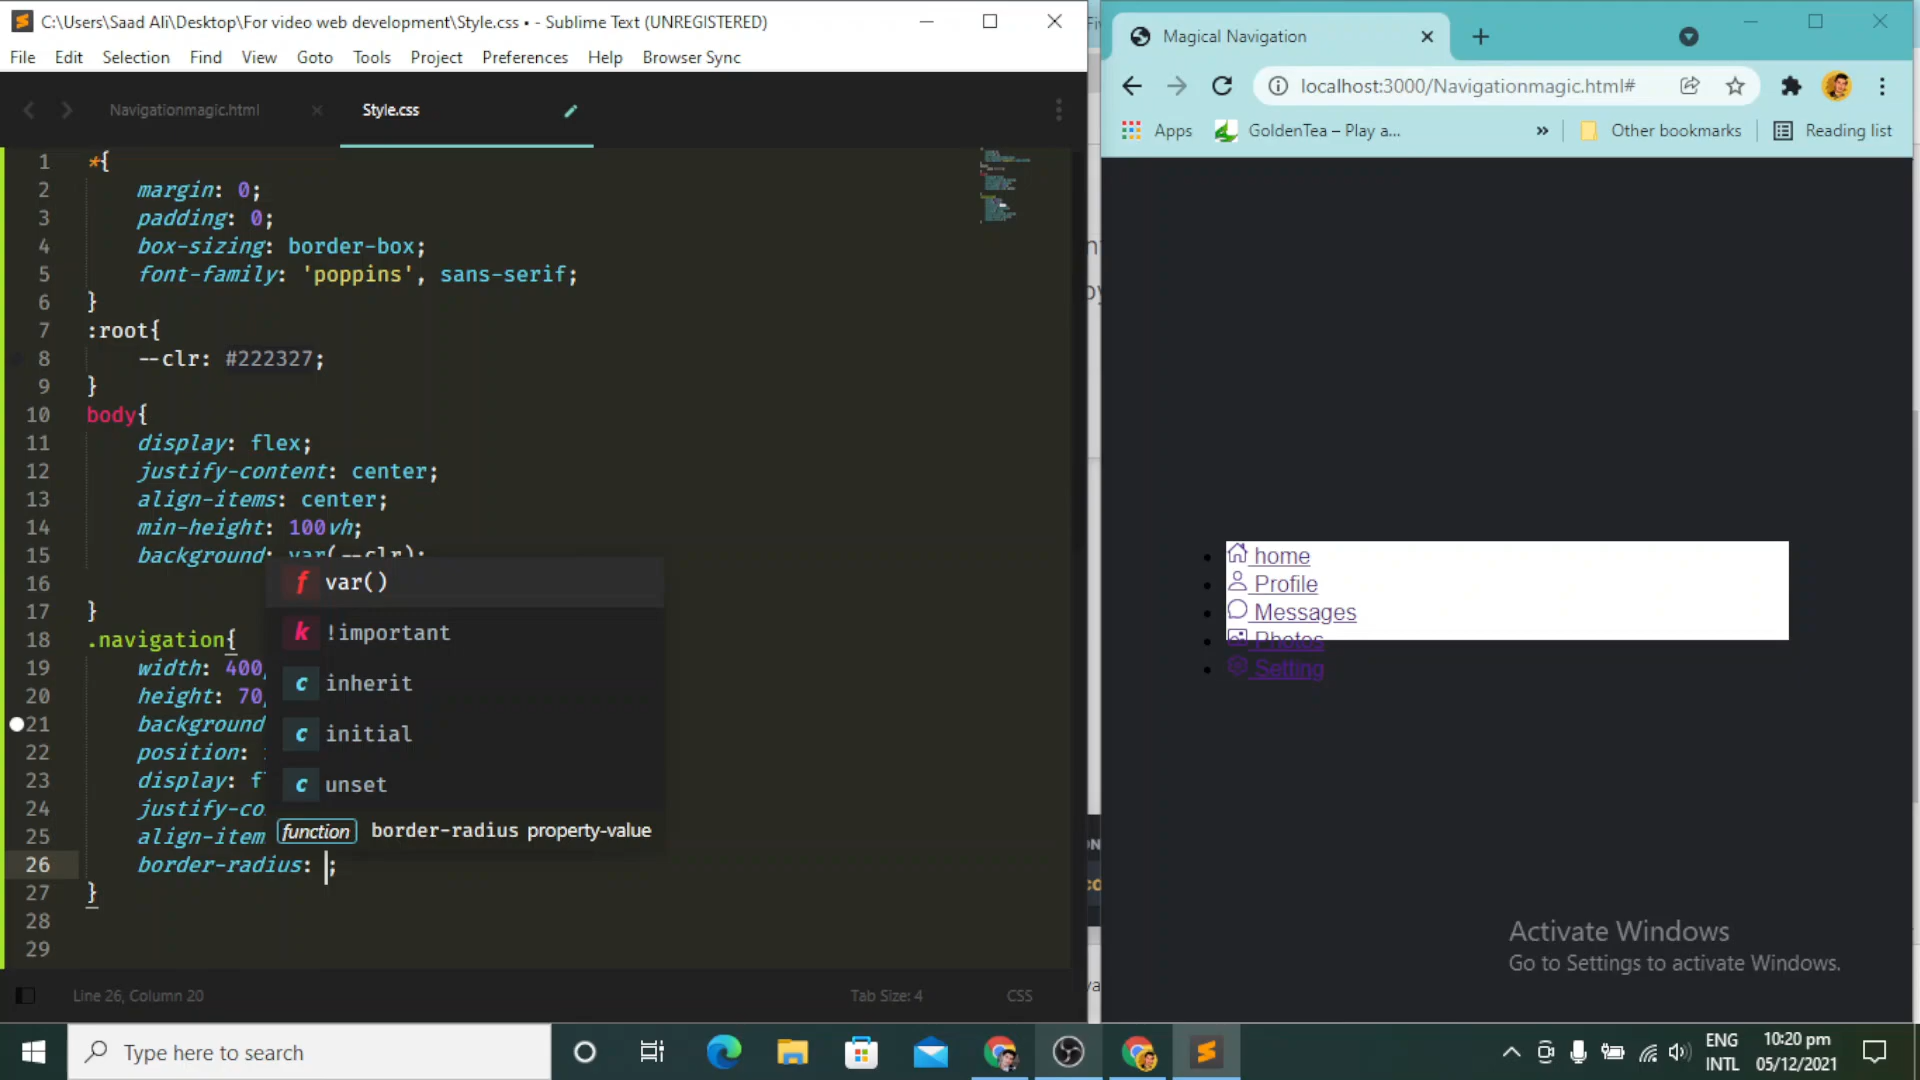 C:\Users\Saad Ali\Desktop\For video web development\Style.css • - Sublime Text (UNREGISTERED)
File Edit Selection Find View Goto Tools Project Preferences Help Browser Sync
Navigationmagic.html
Style.css
1 *{
2 margin: 0;
3 padding: 0;
4 box-sizing: border-box;
5 font-family: 'poppins', sans-serif;
6 }
7 :root{
8 --clr: #222327;
9 }
10 body{
11 display: flex;
12 justify-content: center;
13 align-items: center;
14 min-height: 100vh;
15 background: var(--clr);
16
17 }
18 .navigation{
19 width: 400
20 height: 70
21 background
22 position:
23 display: f
24 justify-co
25 align-item
26 border-radius: ;
27 }
28
29
f var()
k !important
c inherit
c initial
c unset
function border-radius property-value
Line 26, Column 20
Tab Size: 4
CSS
Magical Navigation
localhost:3000/Navigationmagic.html#
Apps
GoldenTea – Play a...
»
Other bookmarks
Reading list
home
Profile
Messages
Photos
Setting
Activate Windows
Go to Settings to activate Windows.
Type here to search
ENG
INTL
10:20 pm
05/12/2021